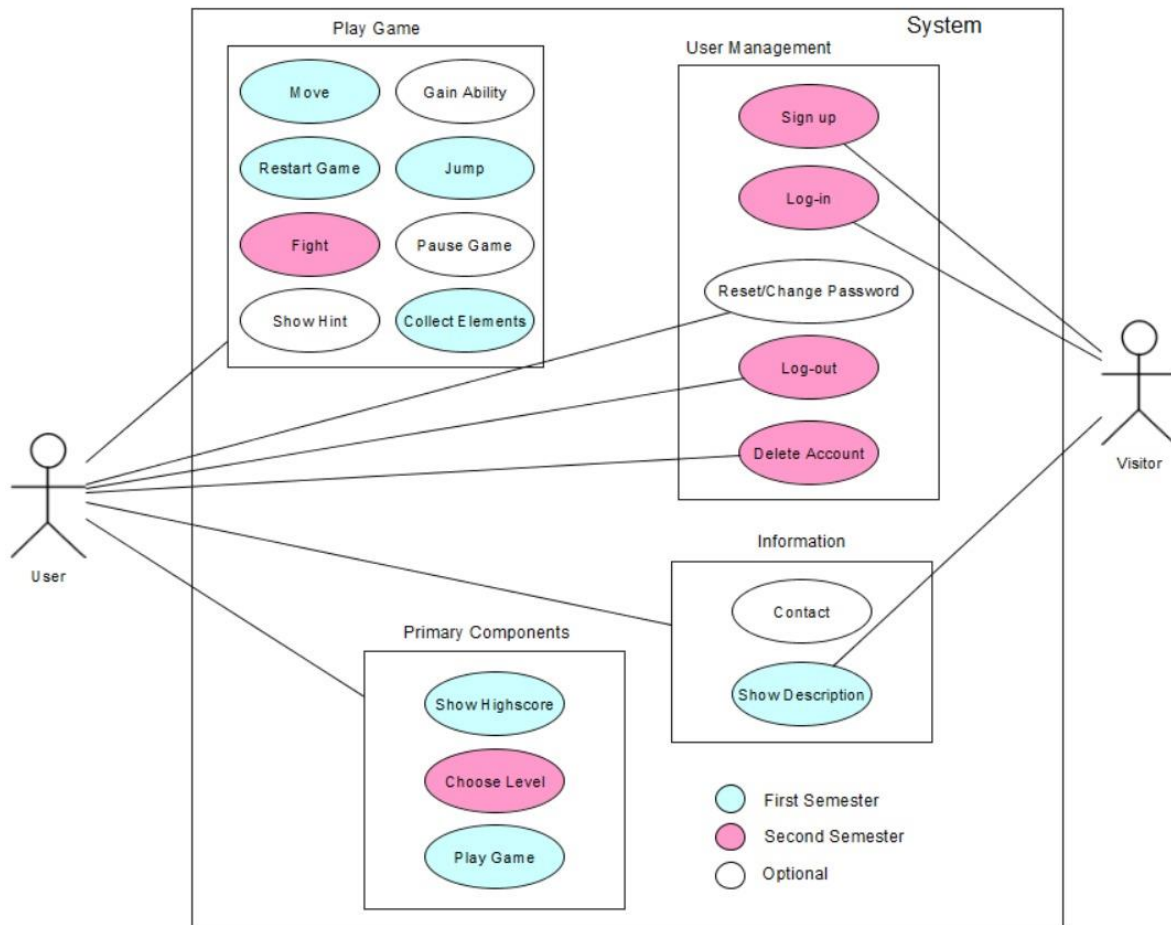 System
Play Game
Move
Gain Ability
Restart Game
Jump
Fight
Pause Game
Show Hint
Collect Elements
User Management
Sign up
Log-in
Reset/Change Password
Log-out
Delete Account
User
Visitor
Information
Contact
Show Description
Primary Components
Show Highscore
Choose Level
Play Game
First Semester
Second Semester
Optional